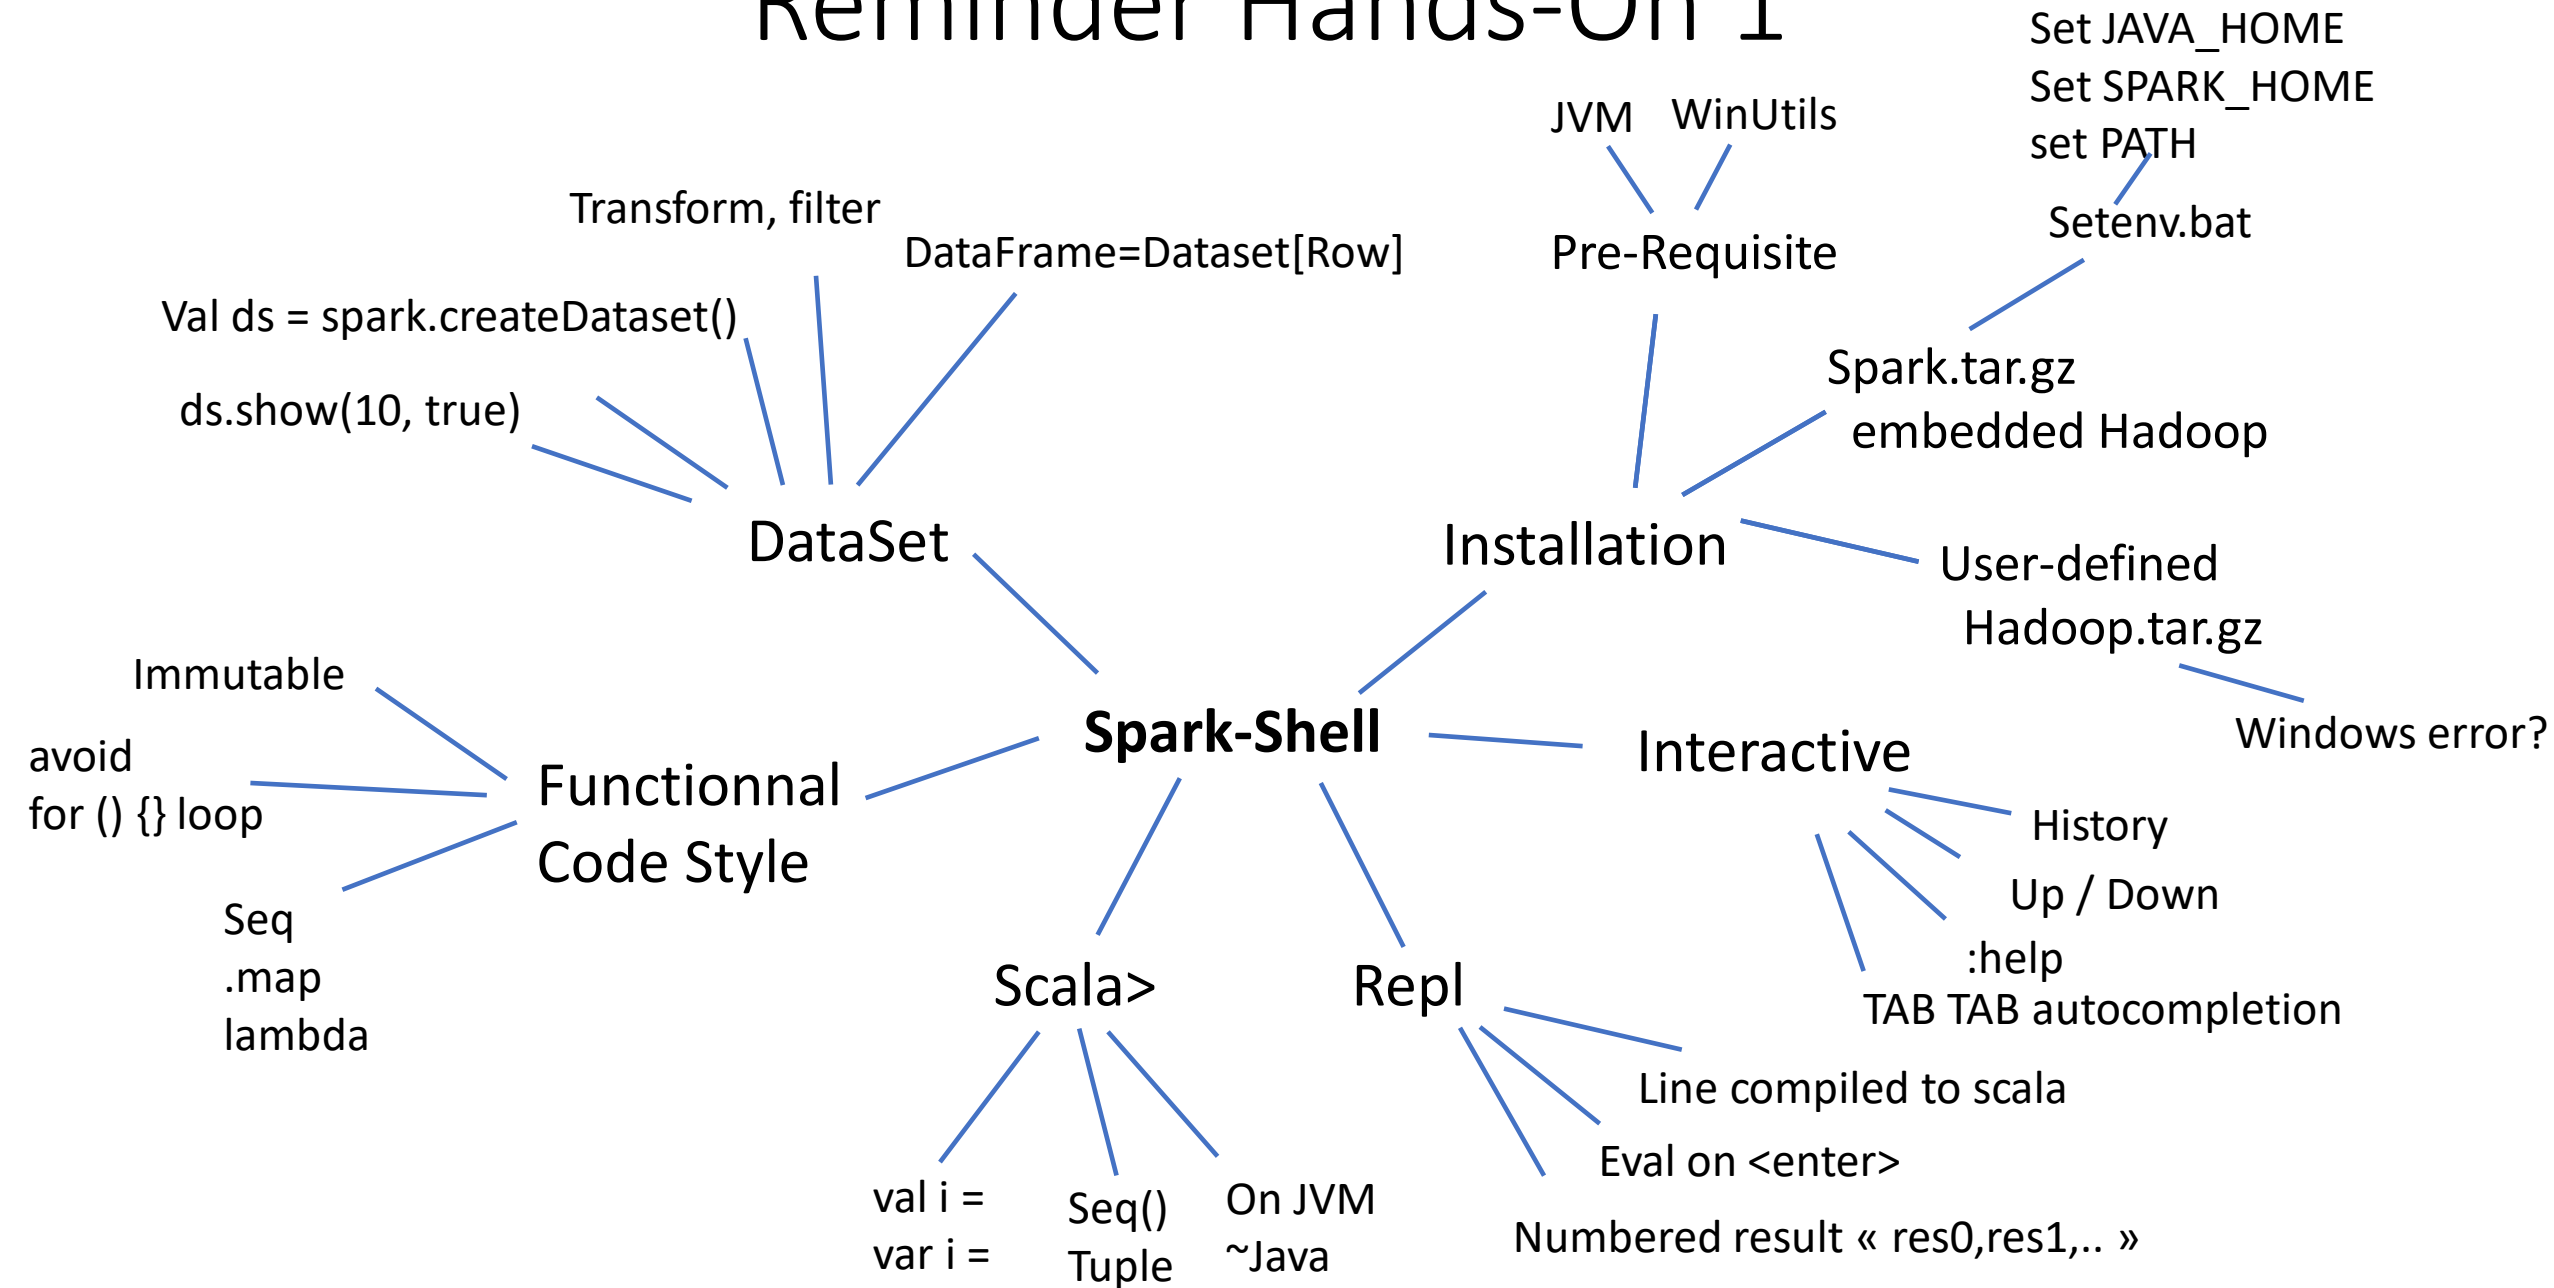 Reminder Hands-On 1
Set JAVA_HOME
Set SPARK_HOME
set PATH
JVM
WinUtils
Setenv.bat
Pre-Requisite
Transform, filter
DataFrame=Dataset[Row]
Val ds = spark.createDataset()
ds.show(10, true)
Spark.tar.gz
embedded Hadoop
DataSet
Installation
User-defined
Hadoop.tar.gz
Windows error?
Immutable
avoid
for () {} loop
Functionnal
Code Style
Seq
.map
lambda
Spark-Shell
Interactive
History
Up / Down
:help
TAB TAB autocompletion
Scala>
Repl
Line compiled to scala
Eval on <enter>
Numbered result « res0,res1,.. »
val i =
var i =
Seq()
Tuple
On JVM
~Java